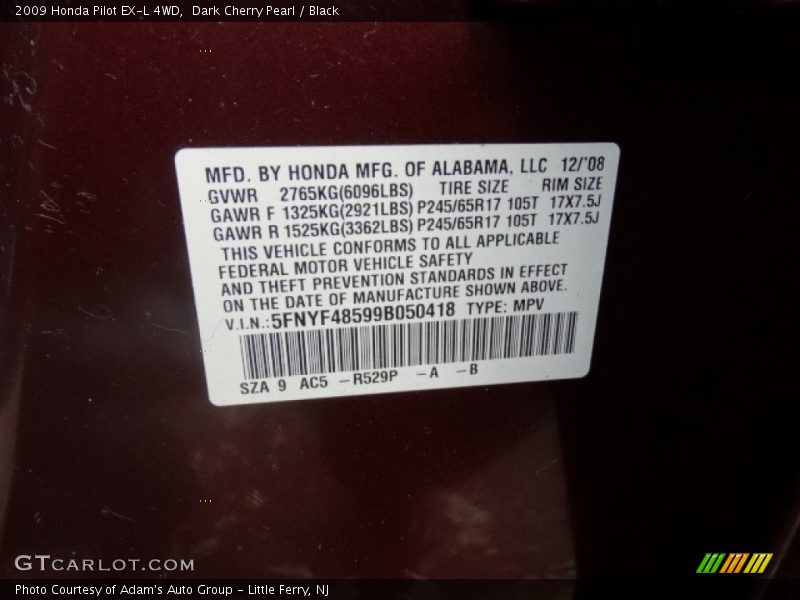 2009 Honda Pilot EX-L 4WD,  Dark Cherry Pearl / Black
MFD. BY HONDA MFG. OF ALABAMA, LLC 12/'08
GVWR 2765KG(6096LBS) TIRE SIZE RIM SIZE
GAWR F 1325KG(2921LBS) P245/65R17 105T 17X7.5J
GAWR R 1525KG(3362LBS) P245/65R17 105T 17X7.5J
THIS VEHICLE CONFORMS TO ALL APPLICABLE
FEDERAL MOTOR VEHICLE SAFETY
AND THEFT PREVENTION STANDARDS IN EFFECT
ON THE DATE OF MANUFACTURE SHOWN ABOVE.
V.I.N.:5FNYF48599B050418 TYPE: MPV
SZA 9 AC5 -R529P -A -B
GTCARLOT.COM
Photo Courtesy of Adam's Auto Group - Little Ferry, NJ